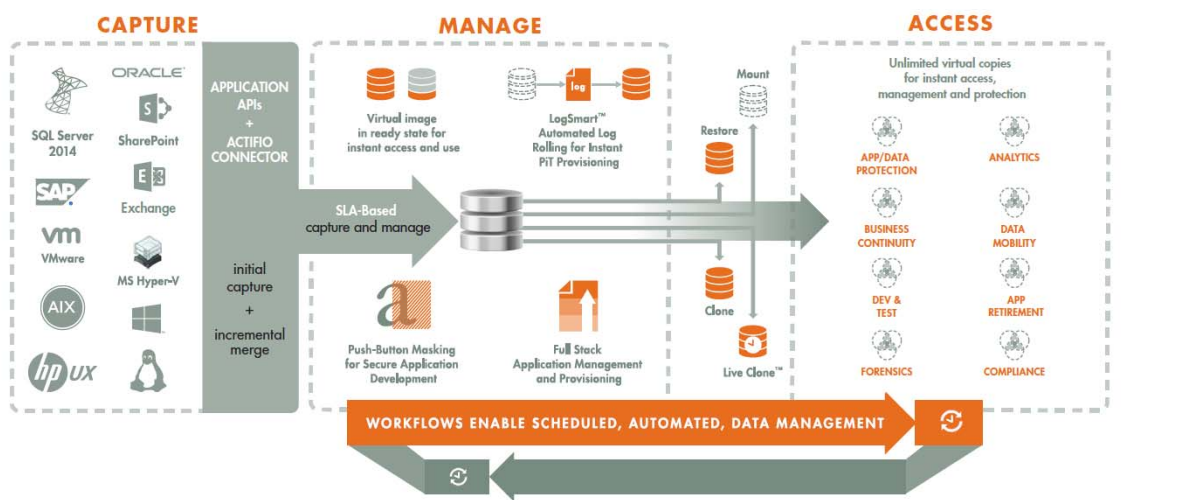 CAPTURE
MANAGE
ACCESS
SQL Server
2014
SAP
vm
VMware
AIX
hp UX
ORACLE
S
SharePoint
E
Exchange
MS Hyper-V
APPLICATION
APIs
+
ACTIFIO
CONNECTOR
initial
capture
+
incremental
merge
SLA-Based
capture and manage
Virtual image
in ready state for
instant access and use
log
LogSmart™
Automated Log
Rolling for Instant
PiT Provisioning
a
Push-Button Masking
for Secure Application
Development
Full Stack
Application Management
and Provisioning
Mount
Restore
Clone
Live Clone™
Unlimited virtual copies
for instant access,
management and protection
APP/DATA
PROTECTION
ANALYTICS
BUSINESS
CONTINUITY
DATA
MOBILITY
DEV &
TEST
APP
RETIREMENT
FORENSICS
COMPLIANCE
WORKFLOWS ENABLE SCHEDULED, AUTOMATED, DATA MANAGEMENT